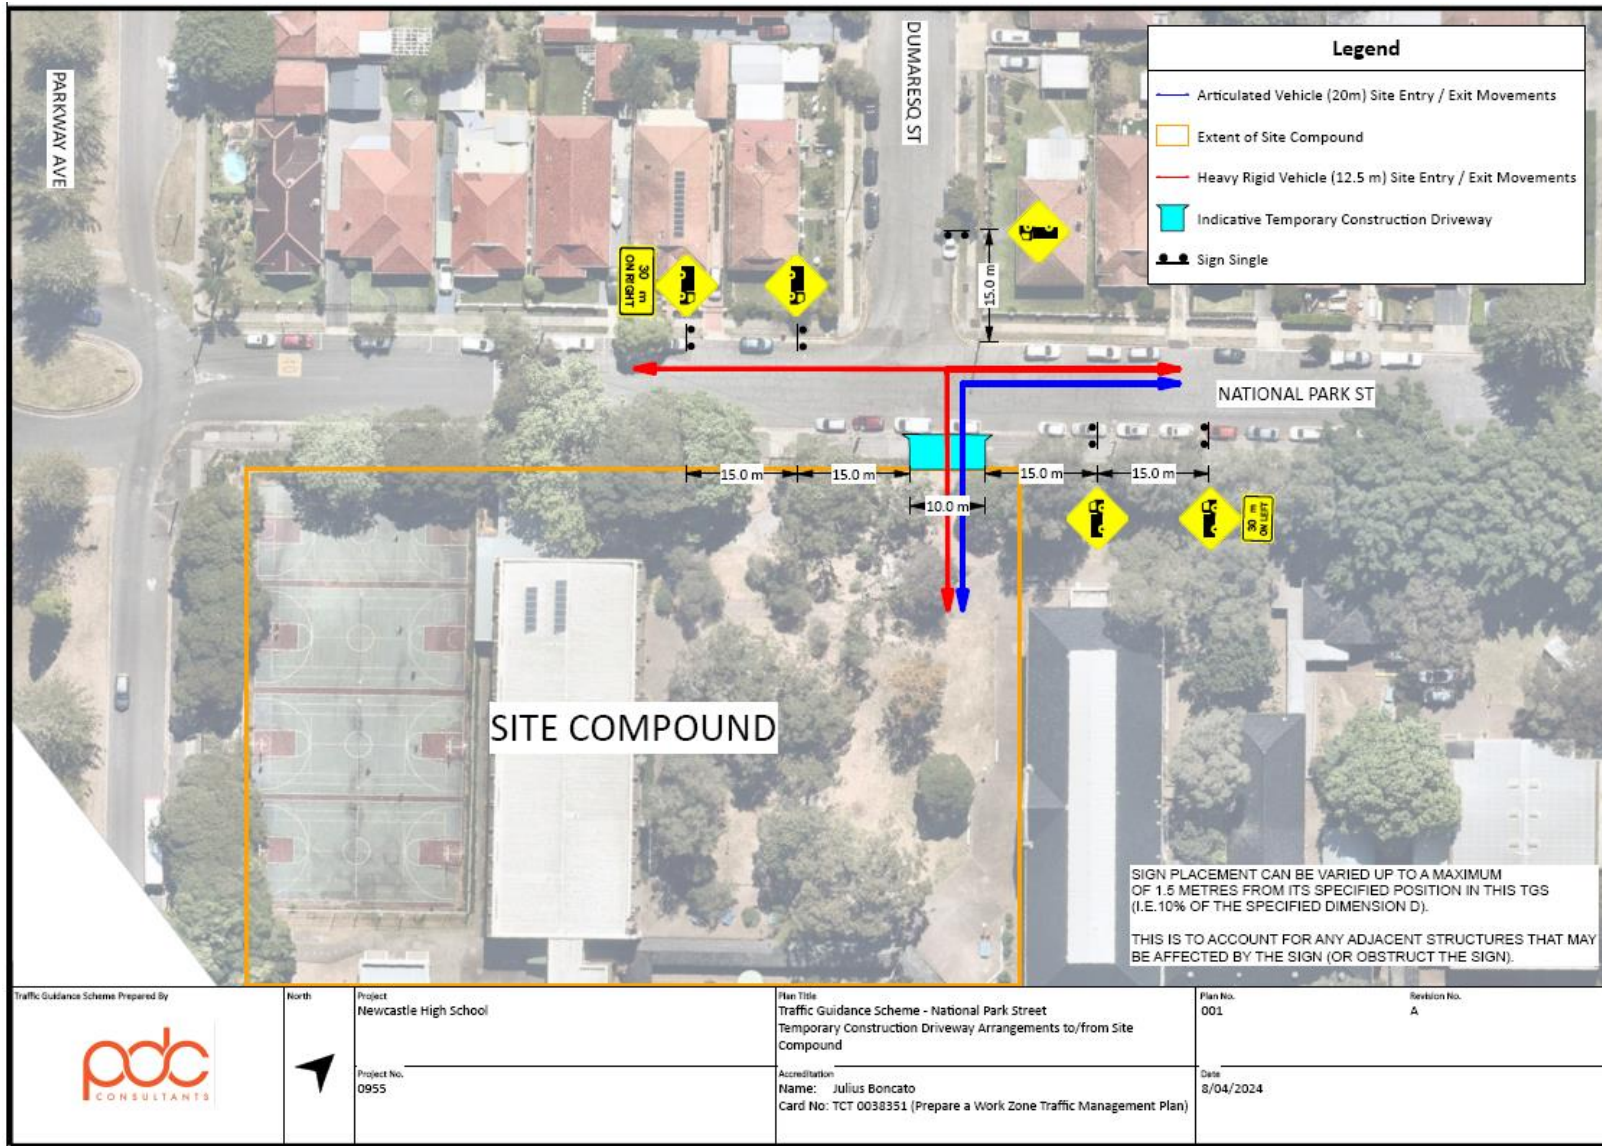 PARKWAY AVE
DUMARESQ ST
Legend
Articulated Vehicle (20m) Site Entry / Exit Movements
Extent of Site Compound
Heavy Rigid Vehicle (12.5 m) Site Entry / Exit Movements
Indicative Temporary Construction Driveway
Sign Single
30 m
ON RIGHT
15.0 m
NATIONAL PARK ST
15.0 m
15.0 m
15.0 m
15.0 m
10.0 m
30 m
ON LEFT
SITE COMPOUND
SIGN PLACEMENT CAN BE VARIED UP TO A MAXIMUM
OF 1.5 METRES FROM ITS SPECIFIED POSITION IN THIS TGS
(I.E.10% OF THE SPECIFIED DIMENSION D).
THIS IS TO ACCOUNT FOR ANY ADJACENT STRUCTURES THAT MAY
BE AFFECTED BY THE SIGN (OR OBSTRUCT THE SIGN).
Traffic Guidance Scheme Prepared By
pdc
CONSULTANTS
North
Project
Newcastle High School
Project No.
0955
Plan Title
Traffic Guidance Scheme - National Park Street
Temporary Construction Driveway Arrangements to/from Site
Compound
Accreditation
Name: Julius Boncato
Card No: TCT 0038351 (Prepare a Work Zone Traffic Management Plan)
Plan No.
001
Revision No.
A
Date
8/04/2024